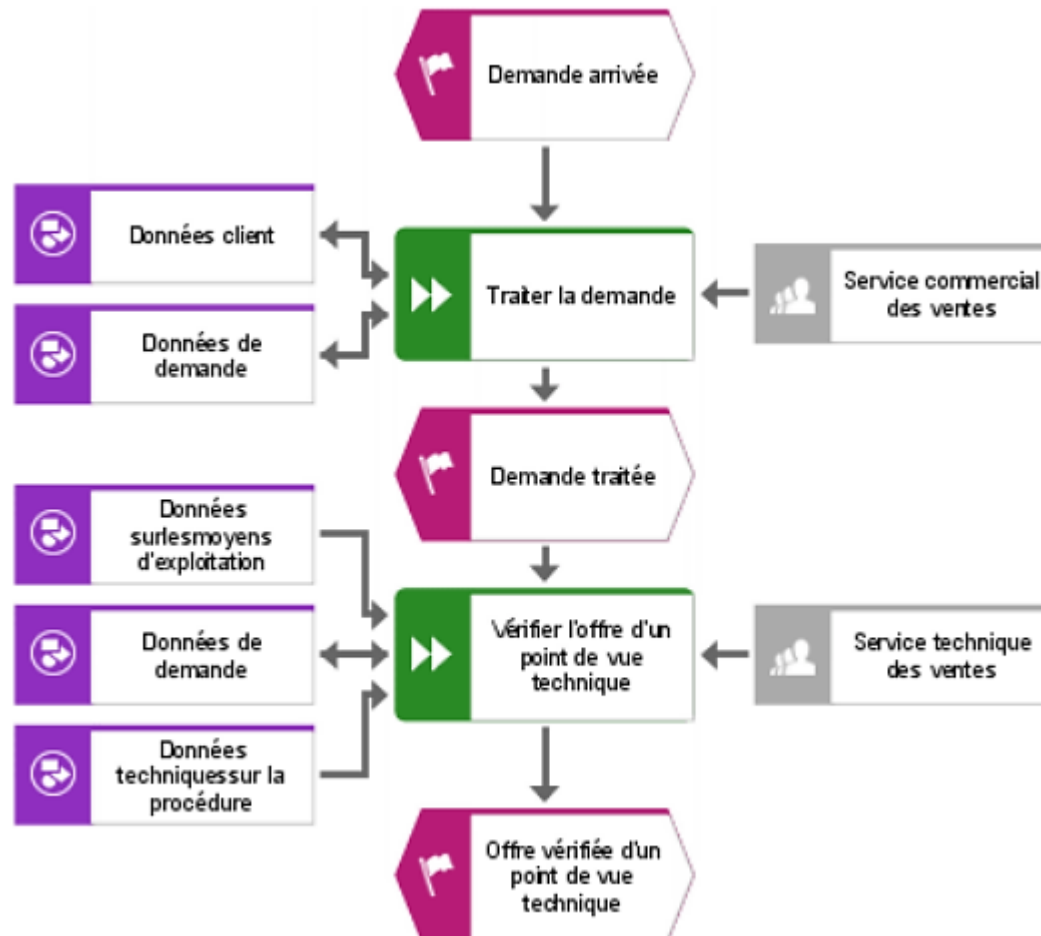 Demande arrivée
Données client
Traiter la demande
Service commercial
des ventes
Données de
demande
Demande traitée
Données
surlesmoyens
d'exploitation
Données de
demande
Vérifier l'offre d'un
point de vue
technique
Service technique
des ventes
Données
techniquessur la
procédure
Offre vérifiée d'un
point de vue
technique